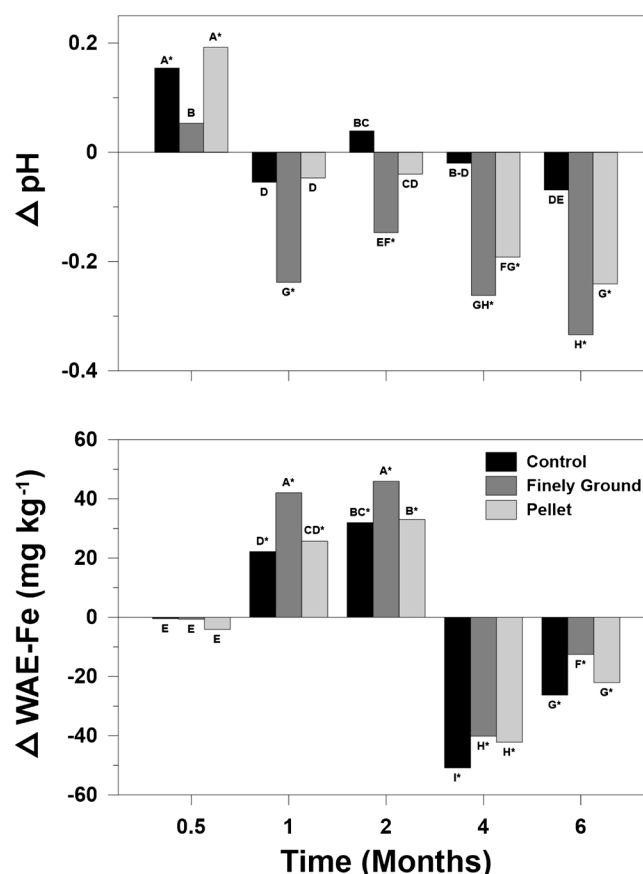 0.2
0
-0.2
-0.4
Δ pH
A*
B
A*
D
G*
D
BC
EF*
CD
B-D
GH*
FG*
DE
H*
G*
60
40
20
0
-20
-40
-60
Δ WAE-Fe (mg kg⁻¹)
Control
Finely Ground
Pellet
E
E
E
D*
A*
CD*
BC*
A*
B*
I*
H*
H*
G*
F*
G*
0.5 1 2 4 6
Time (Months)